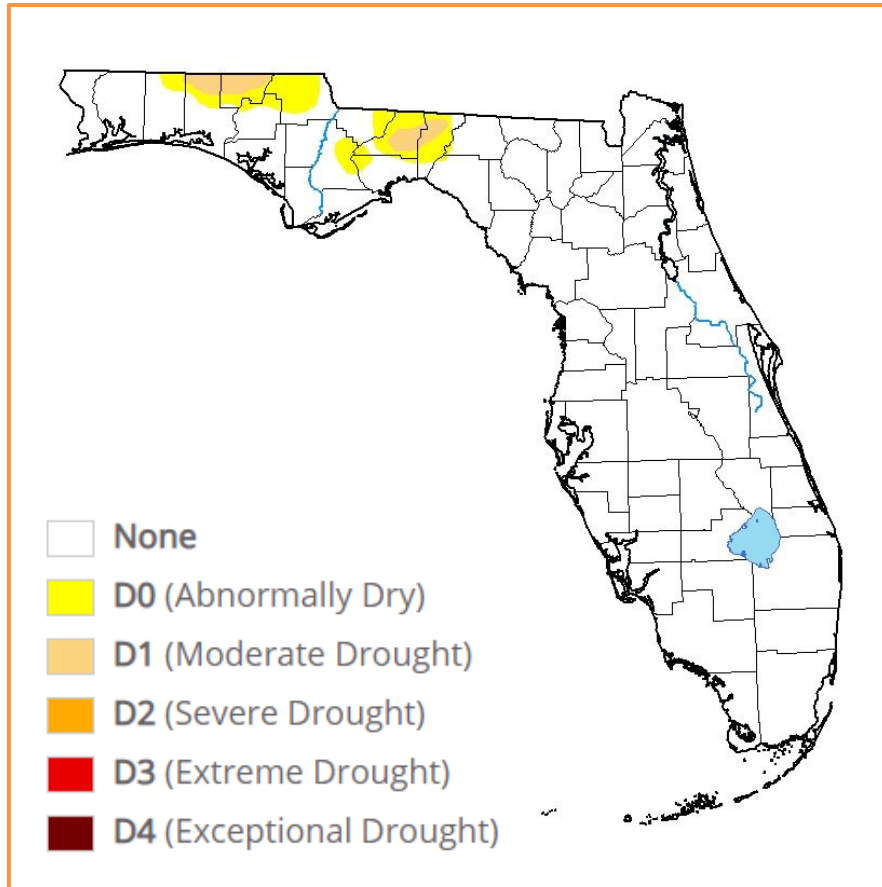 None
D0 (Abnormally Dry)
D1 (Moderate Drought)
D2 (Severe Drought)
D3 (Extreme Drought)
D4 (Exceptional Drought)